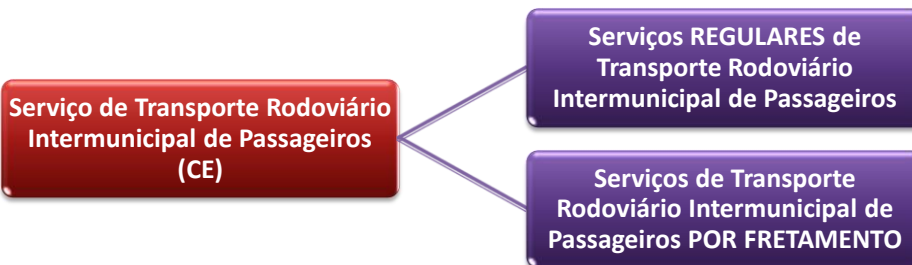 Serviço de Transporte Rodoviário
Intermunicipal de Passageiros
(CE)
Serviços REGULARES de
Transporte Rodoviário
Intermunicipal de Passageiros
Serviços de Transporte
Rodoviário Intermunicipal de
Passageiros POR FRETAMENTO